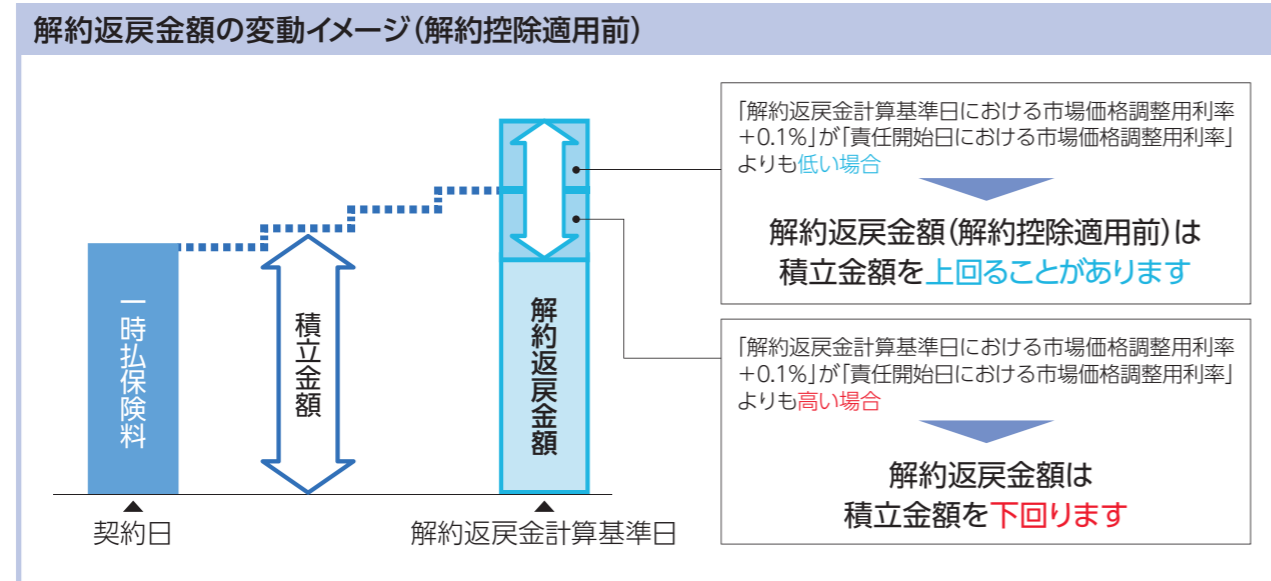 解約返戻金額の変動イメージ（解約控除適用前）
「解約返戻金計算基準日における市場価格調整用利率
＋0.1%」が「責任開始日における市場価格調整用利率」
よりも低い場合
解約返戻金額（解約控除適用前）は
積立金額を上回ることがあります
「解約返戻金計算基準日における市場価格調整用利率
＋0.1%」が「責任開始日における市場価格調整用利率」
よりも高い場合
解約返戻金額は
積立金額を下回ります
一時払保険料
積立金額
解約返戻金額
契約日
解約返戻金計算基準日